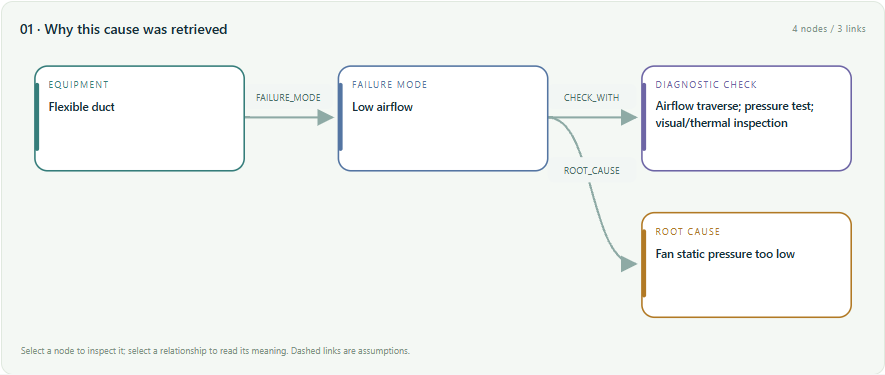 01 · Why this cause was retrieved
4 nodes / 3 links
EQUIPMENT
Flexible duct
FAILURE_MODE
FAILURE MODE
Low airflow
CHECK_WITH
DIAGNOSTIC CHECK
Airflow traverse; pressure test;
visual/thermal inspection
ROOT_CAUSE
ROOT CAUSE
Fan static pressure too low
Select a node to inspect it; select a relationship to read its meaning. Dashed links are assumptions.